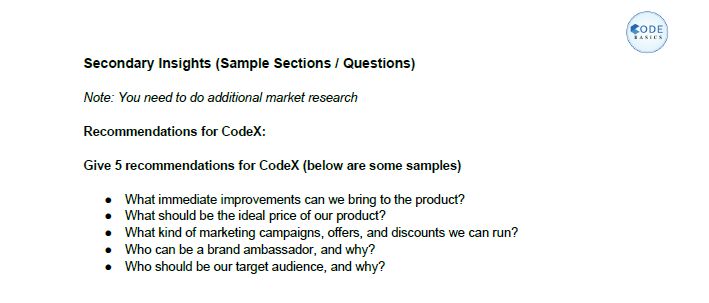 CODE
BASICS
Secondary Insights (Sample Sections / Questions)
Note: You need to do additional market research
Recommendations for CodeX:
Give 5 recommendations for CodeX (below are some samples)
● What immediate improvements can we bring to the product?
● What should be the ideal price of our product?
● What kind of marketing campaigns, offers, and discounts we can run?
● Who can be a brand ambassador, and why?
● Who should be our target audience, and why?